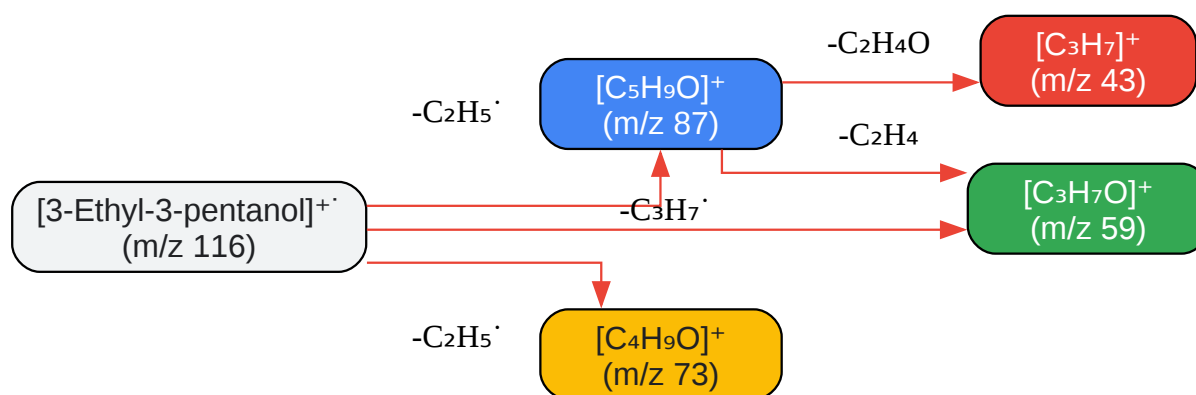 -C₂H₄O
[C₃H₇]⁺
(m/z 43)
-C₂H₅˙
[C₅H₉O]⁺
(m/z 87)
-C₂H₄
[3-Ethyl-3-pentanol]⁺˙
(m/z 116)
-C₃H₇˙
[C₃H₇O]⁺
(m/z 59)
-C₂H₅˙
[C₄H₉O]⁺
(m/z 73)